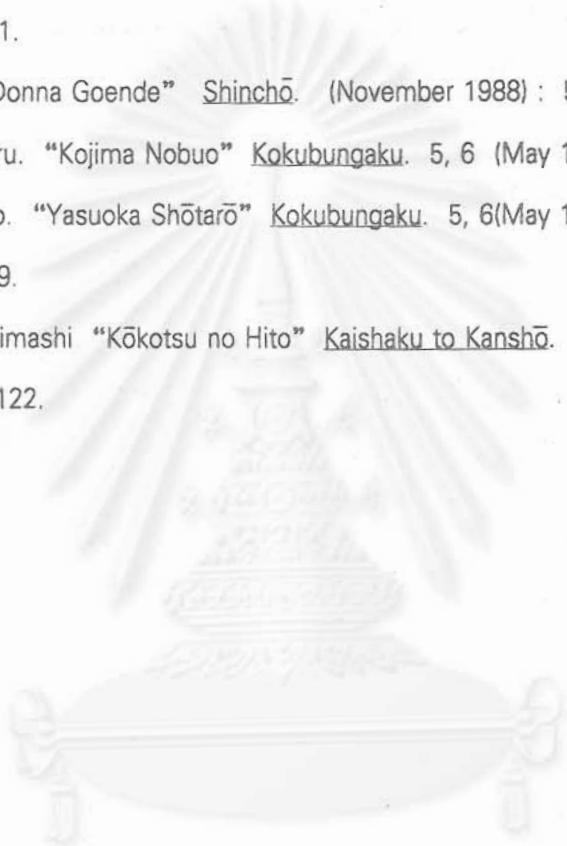 1.
Donna Goende” Shinchō. (November 1988) :
ru. “Kojima Nobuo” Kokubungaku. 5, 6 (May 1
o. “Yasuoka Shōtarō” Kokubungaku. 5, 6(May 1
9.
imashi “Kōkotsu no Hito” Kaishaku to Kanshō.
122.